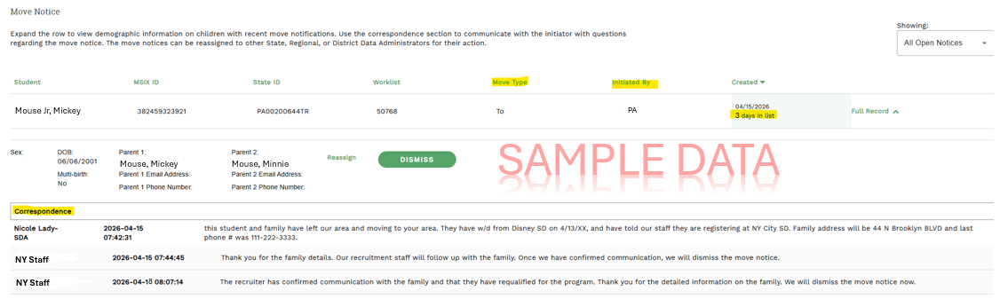 Move Notice
Expand the row to view demographic information on children with recent move notifications. Use the correspondence section to communicate with the initiator with questions
regarding the move notice. The move notices can be reassigned to other State, Regional, or District Data Administrators for their action.
Showing:
All Open Notices
Student MSIX ID State ID Worklist Move Type Initiated By Created
Mouse Jr, Mickey 382459323921 PA00200644TR 50768 To PA 04/15/2026 Full Record
3 days in list
Sex: DOB: Parent 1: Parent 2: Reassign DISMISS
06/06/2001 Mouse, Mickey Mouse, Minnie
Multi-birth: Parent 1 Email Address: Parent 2 Email Address:
No Parent 1 Phone Number: Parent 2 Phone Number:
SAMPLE DATA
Correspondence
Nicole Lady- 2026-04-15 this student and family have left our area and moving to your area. They have w/d from Disney SD on 4/13/XX, and have told our staff they are registering at NY City SD. Family address will be 44 N Brooklyn BLVD and last
SDA 07:42:31 phone # was 111-222-3333.
NY Staff 2026-04-15 07:44:45 Thank you for the family details. Our recruitment staff will follow up with the family. Once we have confirmed communication, we will dismiss the move notice.
NY Staff 2026-04-18 08:07:14 The recruiter has confirmed communication with the family and that they have requalified for the program. Thank you for the detailed information on the family. We will dismiss the move notice now.